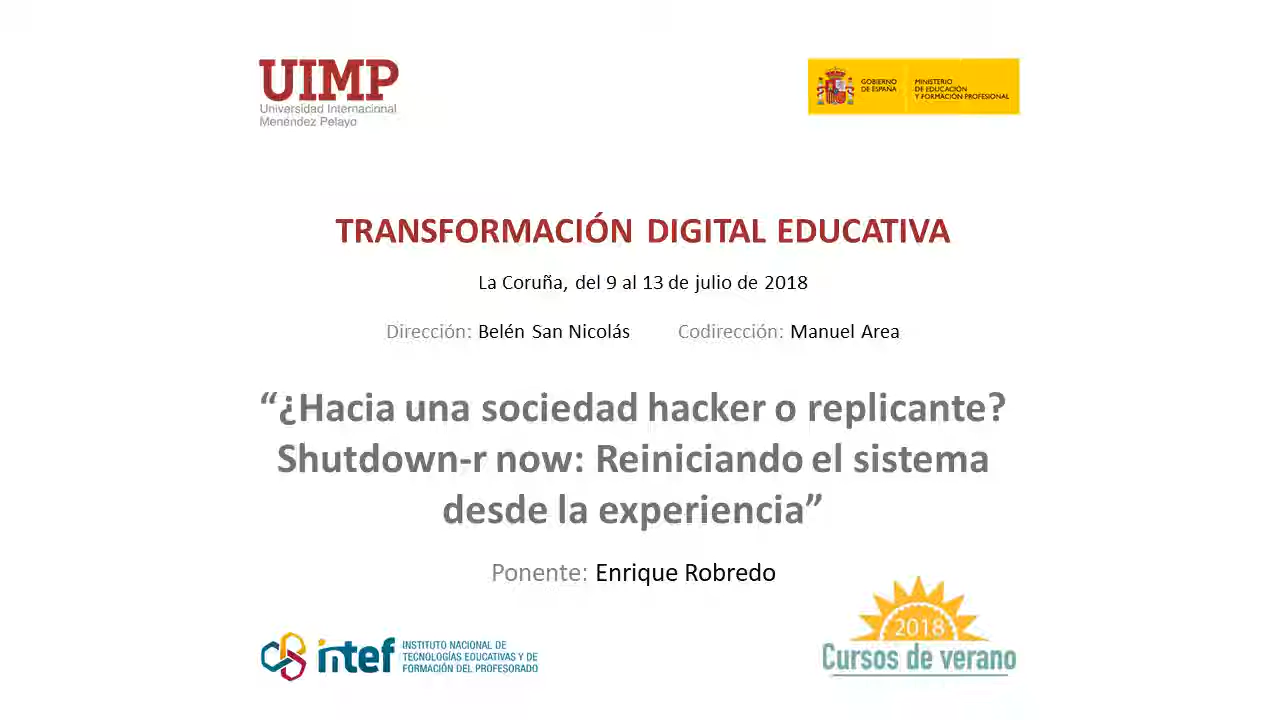 UIMP
Universidad Internacional
Menéndez Pelayo
GOBIERNO
DE ESPAÑA
MINISTERIO
DE EDUCACIÓN
Y FORMACIÓN PROFESIONAL
TRANSFORMACIÓN DIGITAL EDUCATIVA
La Coruña, del 9 al 13 de julio de 2018
Dirección: Belén San Nicolás Codirección: Manuel Area
“¿Hacia una sociedad hacker o replicante?
Shutdown-r now: Reiniciando el sistema
desde la experiencia”
Ponente: Enrique Robredo
intef
INSTITUTO NACIONAL DE
TECNOLOGÍAS EDUCATIVAS Y DE
FORMACIÓN DEL PROFESORADO
2018
Cursos de verano